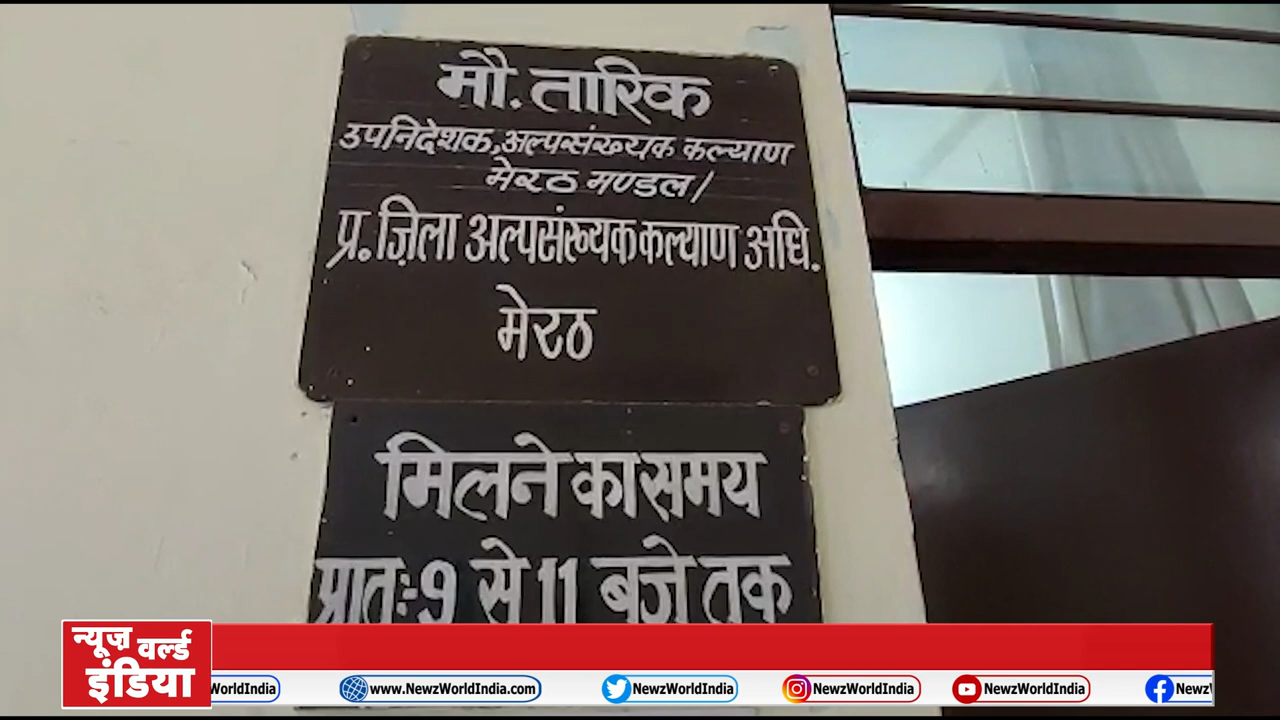 मौ. तारिक
उपनिदेशक, अल्पसंख्यक कल्याण
मेरठ मण्डल/
प्र. ज़िला अल्पसंख्यक कल्याण अधि.
मेरठ
मिलने का समय
प्रातः-9 से 11 बजे तक
न्यूज़ वर्ल्ड
इंडिया
WorldIndia
www.NewzWorldIndia.com
NewzWorldIndia
NewzWorldIndia
NewzWorldIndia
Newz